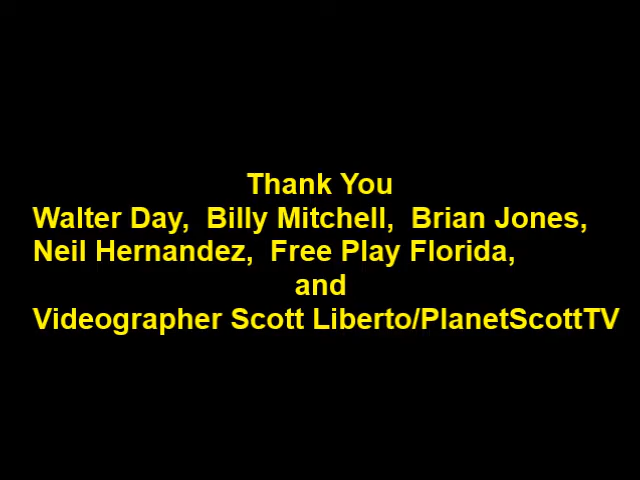 Thank You
Walter Day,  Billy Mitchell,  Brian Jones,
Neil Hernandez,  Free Play Florida,
and
Videographer Scott Liberto/PlanetScottTV